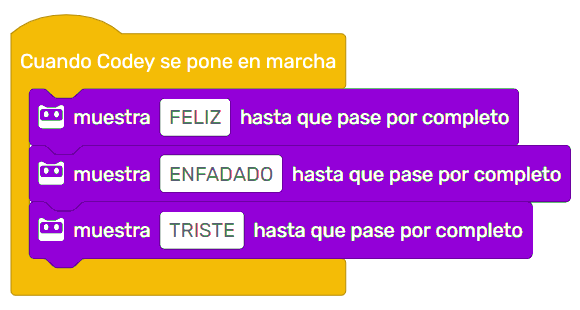 Cuando Codey se pone en marcha
muestra FELIZ hasta que pase por completo
muestra ENFADADO hasta que pase por completo
muestra TRISTE hasta que pase por completo